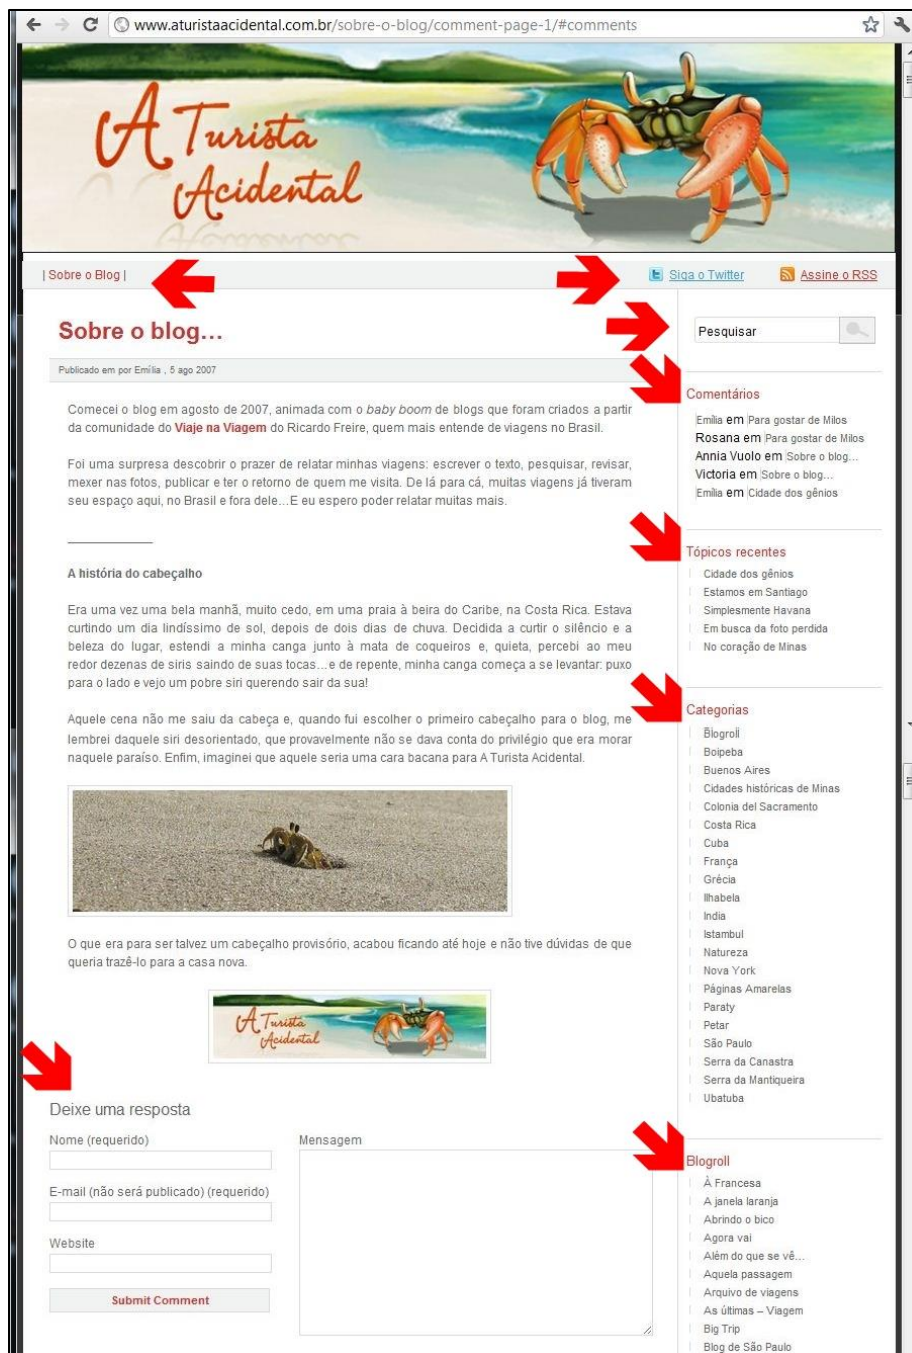 www.aturistaacidental.com.br/sobre-o-blog/comment-page-1/#comments
A Turista
Acidental
| Sobre o Blog |
Siga o Twitter
Assine o RSS
Sobre o blog...
Publicado em por Emília , 5 ago 2007
Comecei o blog em agosto de 2007, animada com o baby boom de blogs que foram criados a partir
da comunidade do Viaje na Viagem do Ricardo Freire, quem mais entende de viagens no Brasil.
Foi uma surpresa descobrir o prazer de relatar minhas viagens: escrever o texto, pesquisar, revisar,
mexer nas fotos, publicar e ter o retorno de quem me visita. De lá para cá, muitas viagens já tiveram
seu espaço aqui, no Brasil e fora dele...E eu espero poder relatar muitas mais.
A história do cabeçalho
Era uma vez uma bela manhã, muito cedo, em uma praia à beira do Caribe, na Costa Rica. Estava
curtindo um dia lindíssimo de sol, depois de dois dias de chuva. Decidida a curtir o silêncio e a
beleza do lugar, estendi a minha canga junto à mata de coqueiros e, quieta, percebi ao meu
redor dezenas de siris saindo de suas tocas...e de repente, minha canga começa a se levantar: puxo
para o lado e vejo um pobre siri querendo sair da sua!
Aquele cena não me saiu da cabeça e, quando fui escolher o primeiro cabeçalho para o blog, me
lembrei daquele siri desorientado, que provavelmente não se dava conta do privilégio que era morar
naquele paraíso. Enfim, imaginei que aquele seria uma cara bacana para A Turista Acidental.
O que era para ser talvez um cabeçalho provisório, acabou ficando até hoje e não tive dúvidas de que
queria trazê-lo para a casa nova.
A Turista
Acidental
Deixe uma resposta
Nome (requerido)
E-mail (não será publicado) (requerido)
Website
Submit Comment
Mensagem
Pesquisar
Comentários
Emília em Para gostar de Milos
Rosana em Para gostar de Milos
Annia Vuolo em Sobre o blog...
Victoria em Sobre o blog...
Emília em Cidade dos gênios
Tópicos recentes
Cidade dos gênios
Estamos em Santiago
Simplesmente Havana
Em busca da foto perdida
No coração de Minas
Categorias
Blogroll
Boipeba
Buenos Aires
Cidades históricas de Minas
Colonia del Sacramento
Costa Rica
Cuba
França
Grécia
Ilhabela
India
Istambul
Natureza
Nova York
Páginas Amarelas
Paraty
Petar
São Paulo
Serra da Canastra
Serra da Mantiqueira
Ubatuba
Blogroll
À Francesa
A janela laranja
Abrindo o bico
Agora vai
Além do que se vê...
Aquela passagem
Arquivo de viagens
As últimas – Viagem
Big Trip
Blog de São Paulo